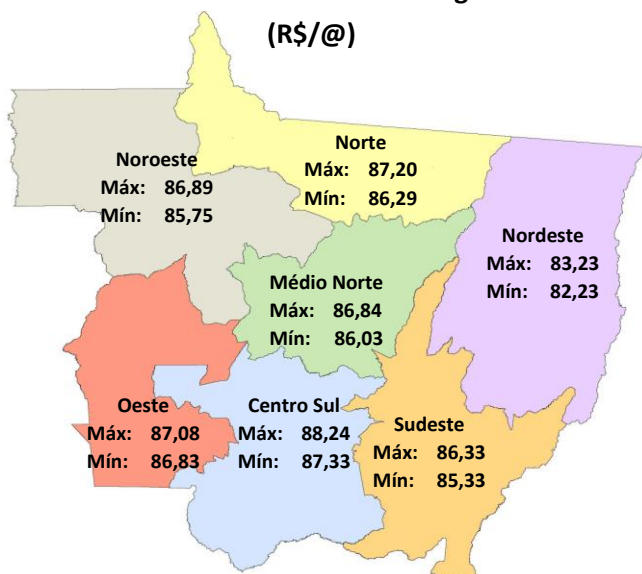 (R$/@)
Norte
Máx: 87,20
Mín: 86,29
Noroeste
Máx: 86,89
Mín: 85,75
Nordeste
Máx: 83,23
Mín: 82,23
Médio Norte
Máx: 86,84
Mín: 86,03
Oeste
Máx: 87,08
Mín: 86,83
Centro Sul
Máx: 88,24
Mín: 87,33
Sudeste
Máx: 86,33
Mín: 85,33